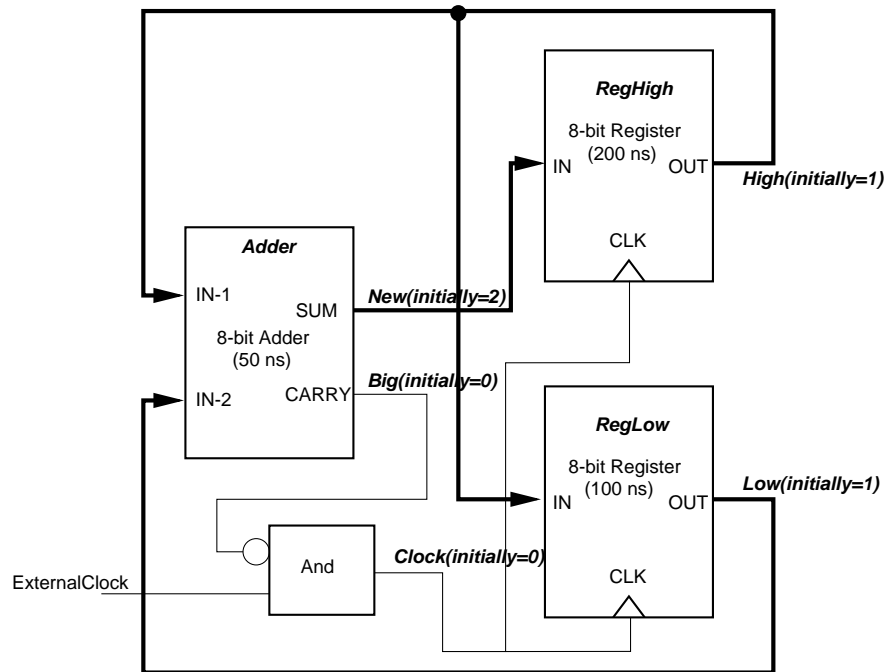 RegHigh
8-bit Register
(200 ns)
IN
OUT
High(initially=1)
CLK
Adder
IN-1
New(initially=2)
SUM
8-bit Adder
(50 ns)
Big(initially=0)
IN-2
CARRY
RegLow
8-bit Register
(100 ns)
IN
OUT
Low(initially=1)
CLK
And
Clock(initially=0)
ExternalClock